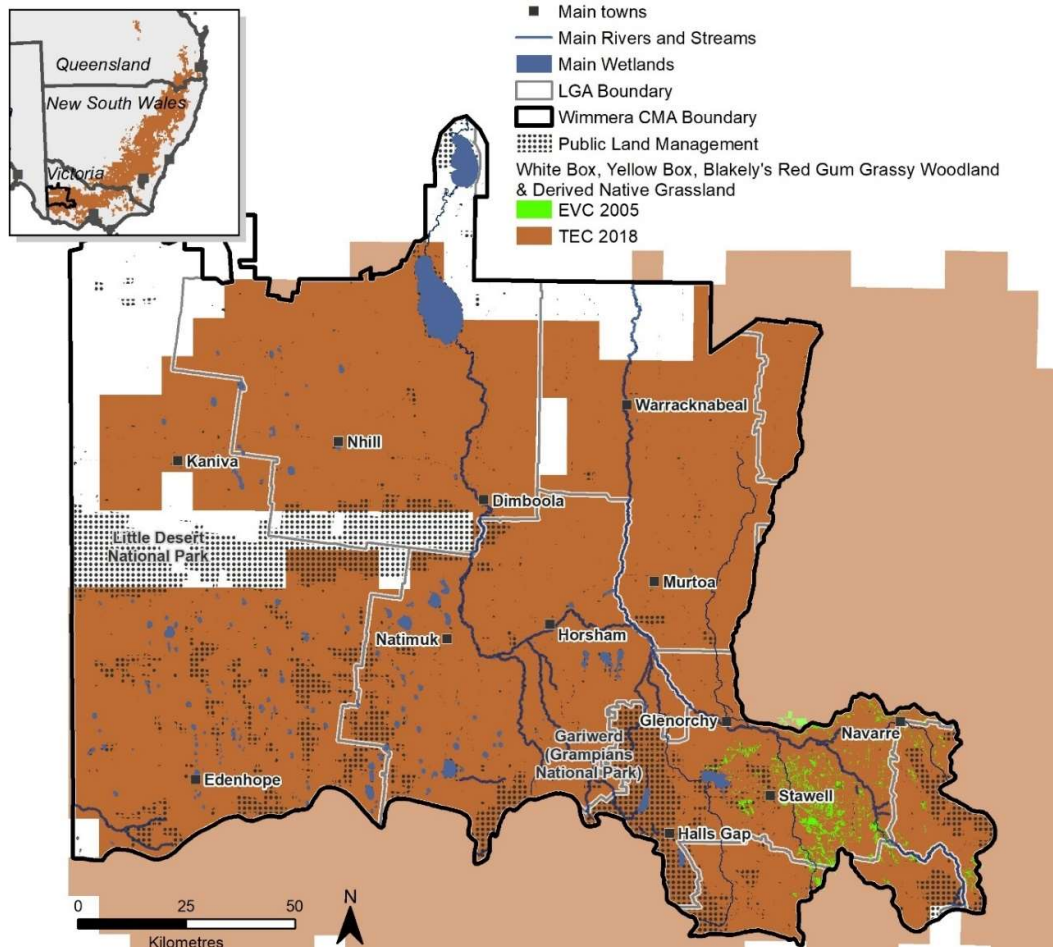 Queensland
New South Wales
Victoria
Main towns
Main Rivers and Streams
Main Wetlands
LGA Boundary
Wimmera CMA Boundary
Public Land Management
White Box, Yellow Box, Blakely's Red Gum Grassy Woodland
& Derived Native Grassland
EVC 2005
TEC 2018
Warracknabeal
Nhill
Kaniva
Dimboola
Little Desert
National Park
Murtoa
Natimuk
Horsham
Glenorchy
Navarre
Gariwerd
(Grampians
National Park)
Edenhope
Stawell
Halls Gap
N
0 25 50
Kilometres